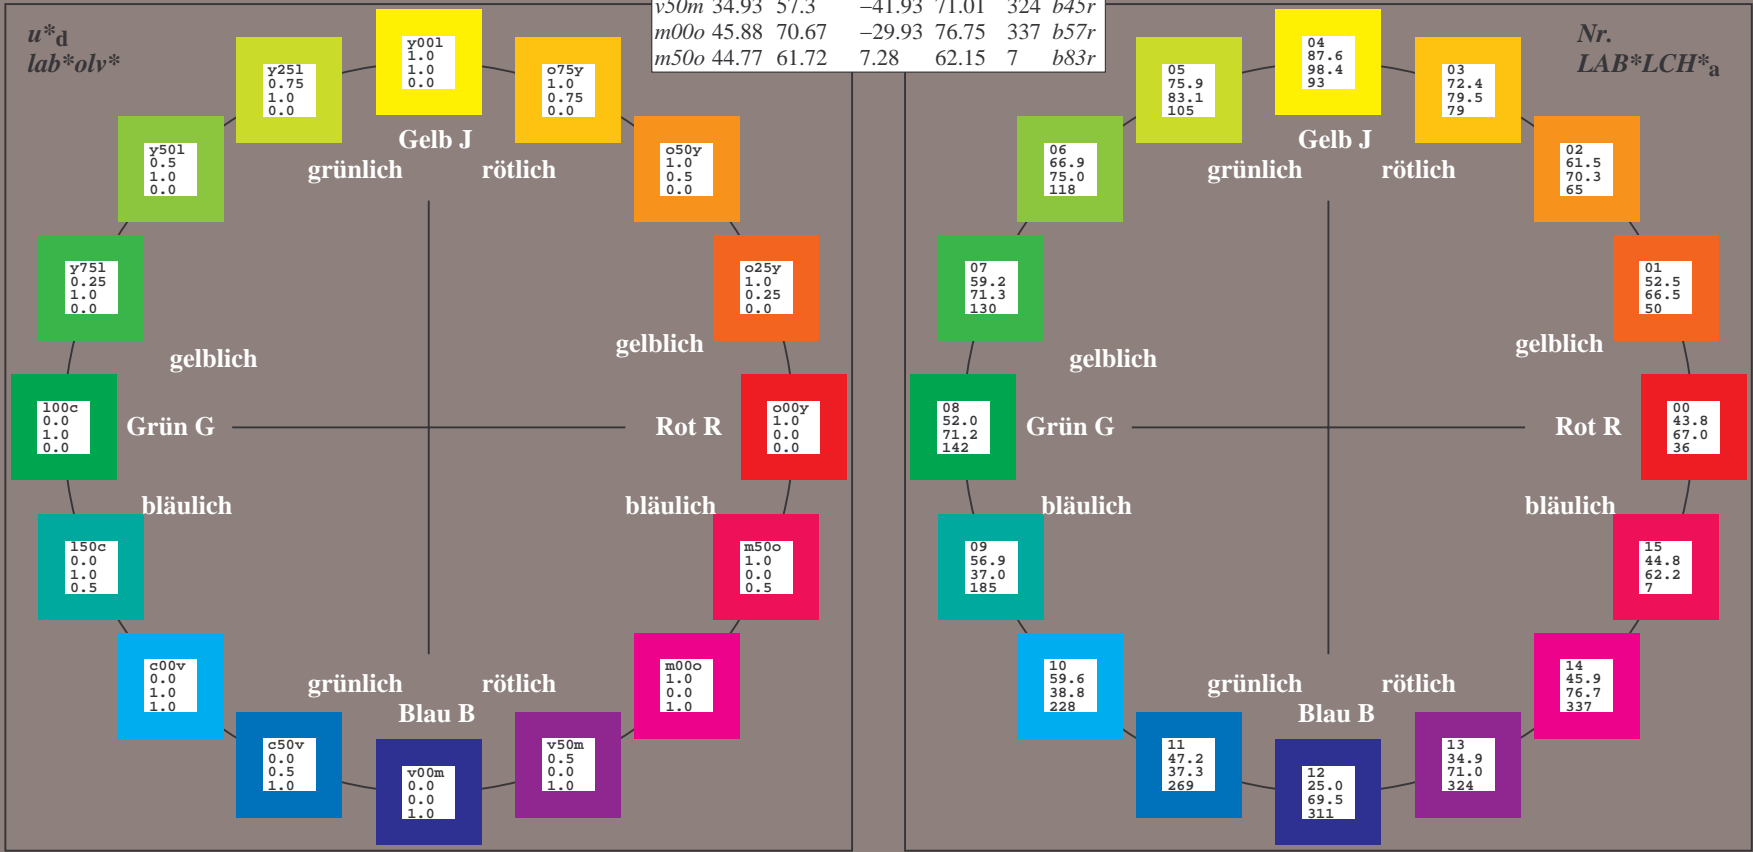 v50m 34.93 57.3 −41.93 71.01 324 b45r
m00o 45.88 70.67 −29.93 76.75 337 b57r
m50o 44.77 61.72 7.28 62.15 7 b83r
u*d
lab*olv*
y00l
1.0
1.0
0.0
y25l
0.75
1.0
0.0
o75y
1.0
0.75
0.0
y50l
0.5
1.0
0.0
o50y
1.0
0.5
0.0
y75l
0.25
1.0
0.0
o25y
1.0
0.25
0.0
l00c
0.0
1.0
0.0
o00y
1.0
0.0
0.0
l50c
0.0
1.0
0.5
m50o
1.0
0.0
0.5
c00v
0.0
1.0
1.0
m00o
1.0
0.0
1.0
c50v
0.0
0.5
1.0
v50m
0.5
0.0
1.0
v00m
0.0
0.0
1.0
Gelb J
grünlich rötlich
gelblich
gelblich
Grün G
Rot R
bläulich
bläulich
grünlich rötlich
Blau B
Nr.
LAB*LCH*a
04
87.6
98.4
93
05
75.9
83.1
105
03
72.4
79.5
79
06
66.9
75.0
118
02
61.5
70.3
65
07
59.2
71.3
130
01
52.5
66.5
50
08
52.0
71.2
142
00
43.8
67.0
36
09
56.9
37.0
185
15
44.8
62.2
7
10
59.6
38.8
228
14
45.9
76.7
337
11
47.2
37.3
269
13
34.9
71.0
324
12
25.0
69.5
311
Gelb J
grünlich rötlich
gelblich
gelblich
Grün G
Rot R
bläulich
bläulich
grünlich rötlich
Blau B